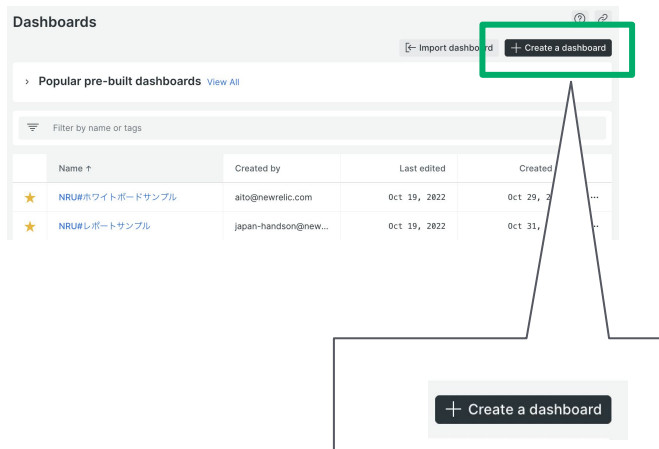 Dashboards
Import dashboard
Create a dashboard
Popular pre-built dashboards View All
Filter by name or tags
Name ↑ Created by Last edited Created
NRU#ホワイトボードサンプル aito@newrelic.com Oct 19, 2022 Oct 29, 2
NRU#レポートサンプル japan-handson@new... Oct 19, 2022 Oct 31,
Create a dashboard